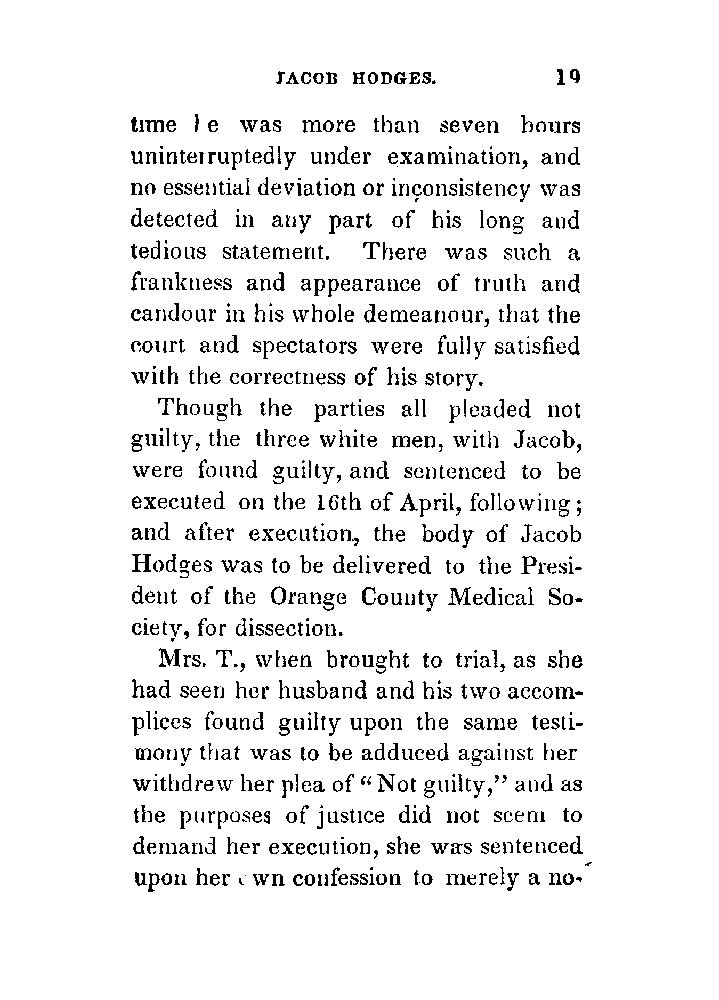 JACOB HODGES. 19
time he was more than seven hours
uninterruptedly under examination, and
no essential deviation or inconsistency was
detected in any part of his long and
tedious statement. There was such a
frankness and appearance of truth and
candour in his whole demeanour, that the
court and spectators were fully satisfied
with the correctness of his story.
Though the parties all pleaded not
guilty, the three white men, with Jacob,
were found guilty, and sentenced to be
executed on the 16th of April, following;
and after execution, the body of Jacob
Hodges was to be delivered to the Presi-
dent of the Orange County Medical So-
ciety, for dissection.
Mrs. T., when brought to trial, as she
had seen her husband and his two accom-
plices found guilty upon the same testi-
mony that was to be adduced against her
withdrew her plea of “Not guilty,” and as
the purposes of justice did not seem to
demand her execution, she was sentenced
upon her own confession to merely a no-